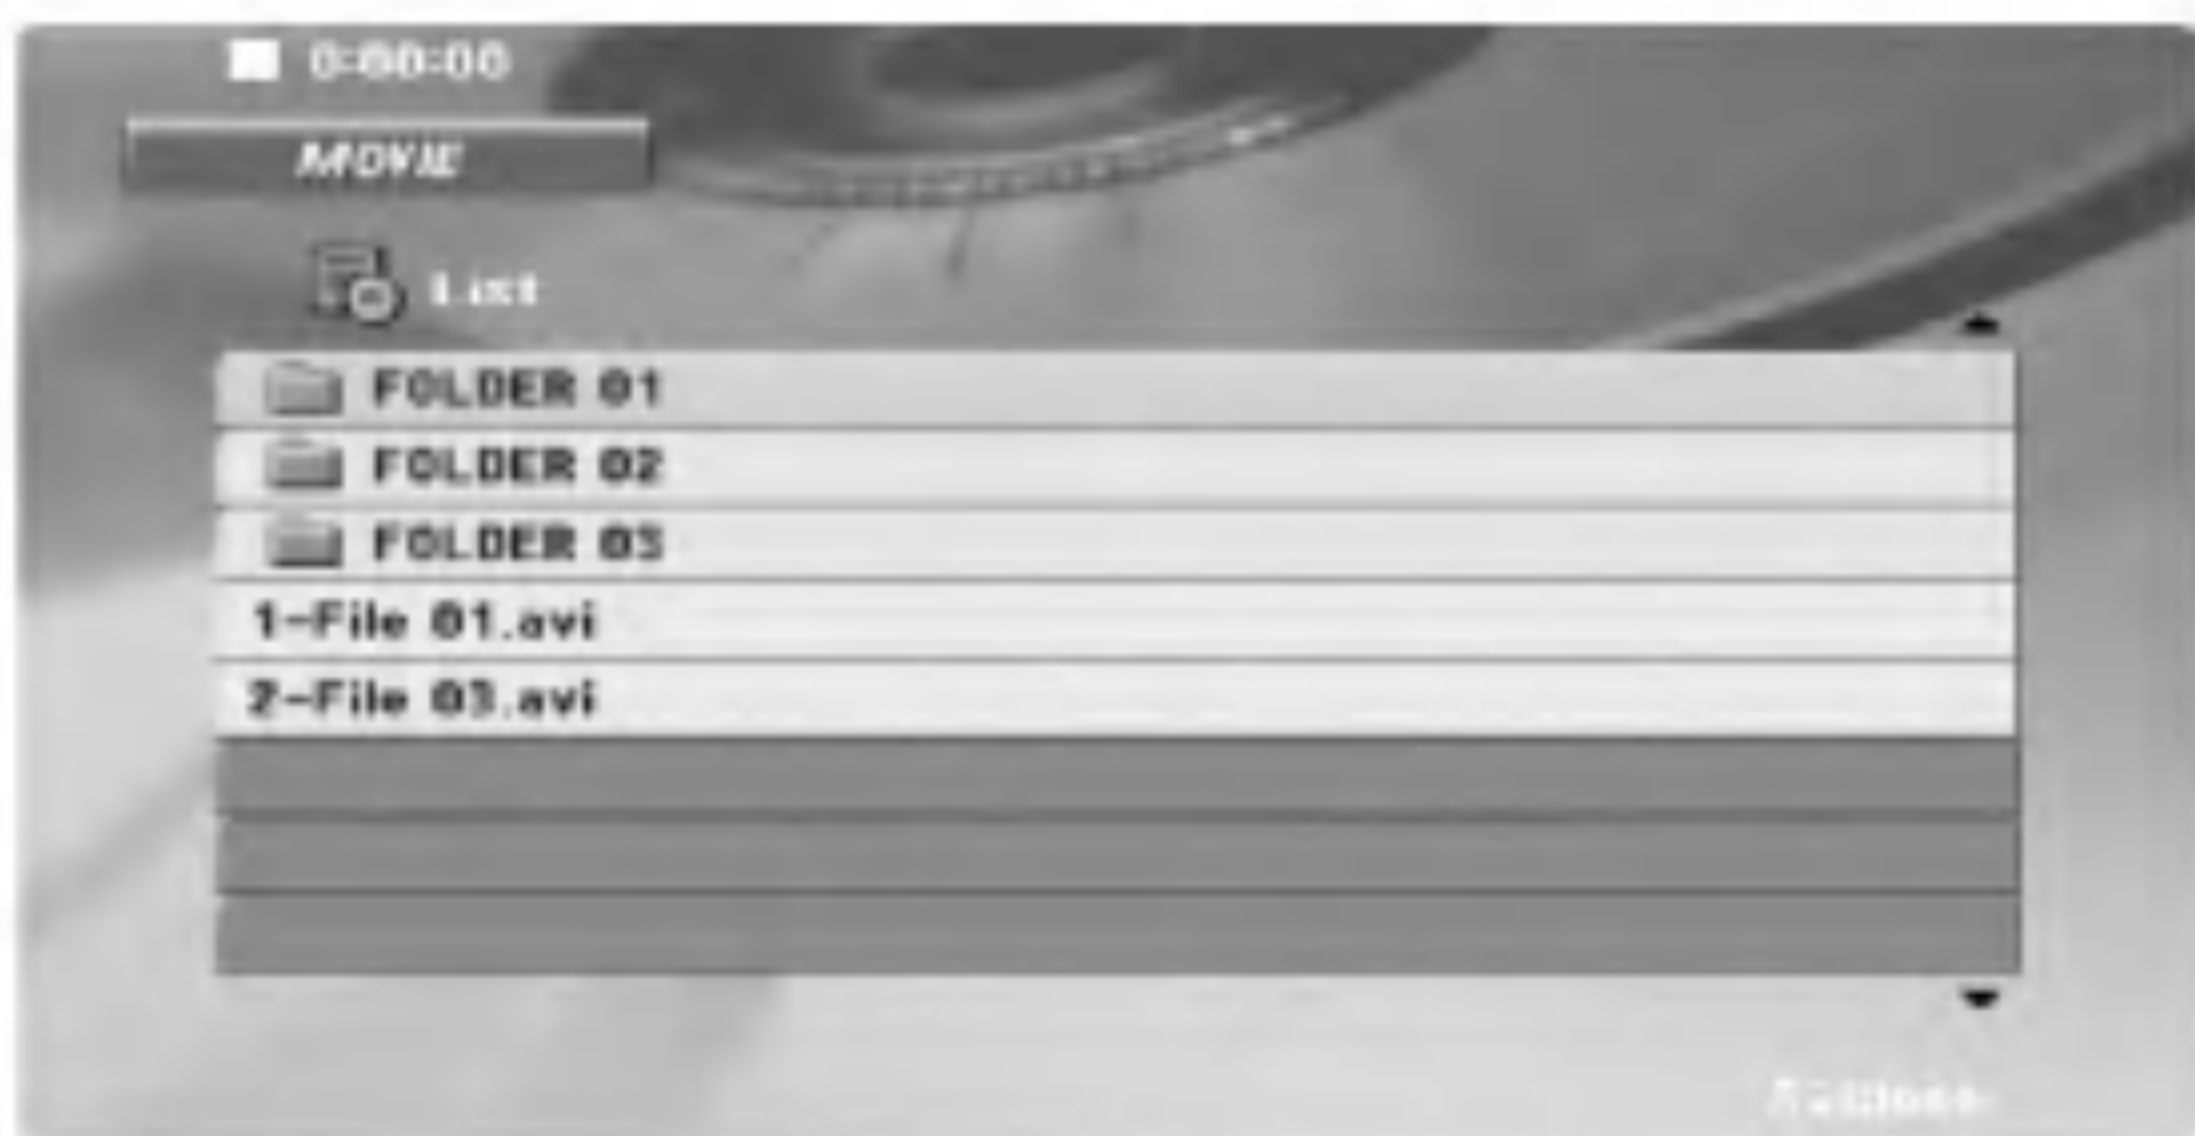 0:00:00
MOVIE
List
FOLDER 01
FOLDER 02
FOLDER 03
1-File 01.avi
2-File 03.avi